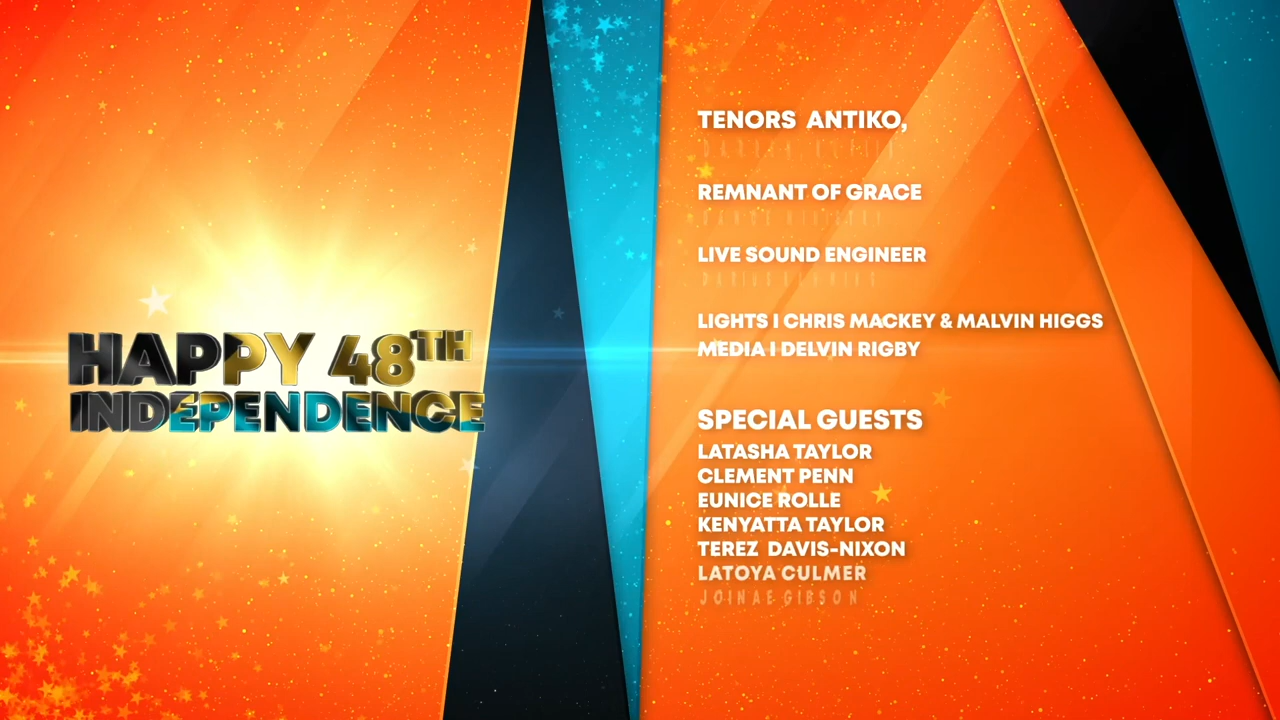 HAPPY 48TH
INDEPENDENCE
TENORS ANTIKO,
REMNANT OF GRACE
LIVE SOUND ENGINEER
LIGHTS I CHRIS MACKEY & MALVIN HIGGS
MEDIA I DELVIN RIGBY
SPECIAL GUESTS
LATASHA TAYLOR
CLEMENT PENN
EUNICE ROLLE
KENYATTA TAYLOR
TEREZ DAVIS-NIXON
LATOYA CULMER
JOINAE GIBSON